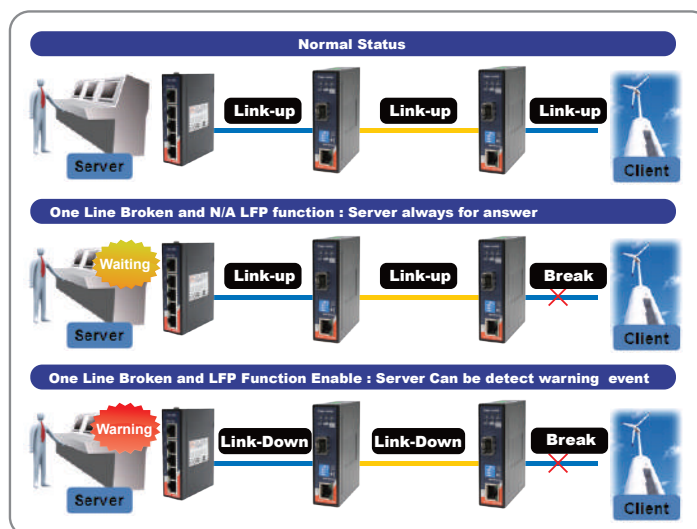 Normal Status
Link-up
Link-up
Link-up
Server
Client
One Line Broken and N/A LFP function : Server always for answer
Waiting
Link-up
Link-up
Break
Server
Client
One Line Broken and LFP Function Enable : Server Can be detect warning event
Warning
Link-Down
Link-Down
Break
Server
Client